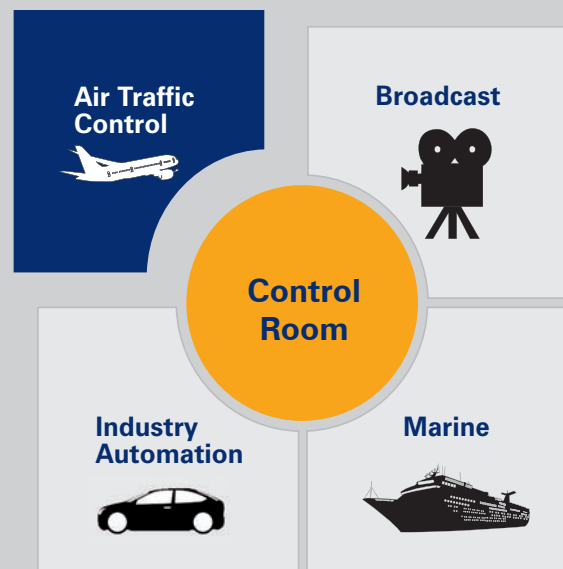 Air Traffic
Control
Broadcast
Control
Room
Industry
Automation
Marine